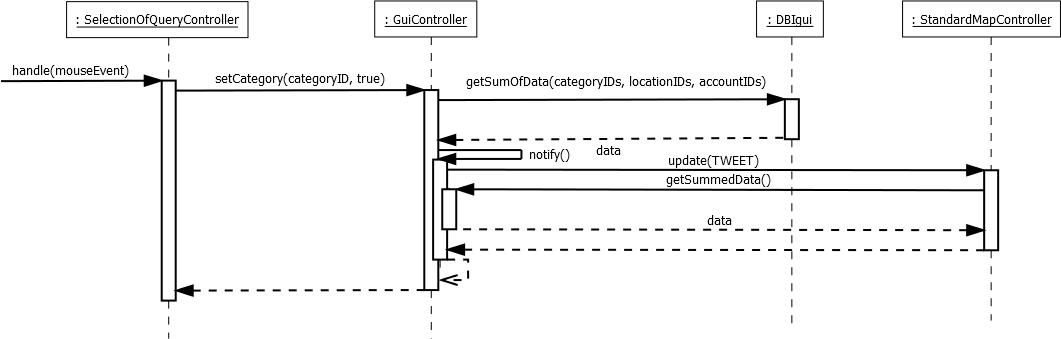 : SelectionOfQueryController
: GuiController
: DBIgui
: StandardMapController
handle(mouseEvent)
setCategory(categoryID, true)
getSumOfData(categoryIDs, locationIDs, accountIDs)
data
notify()
update(TWEET)
getSummedData()
data